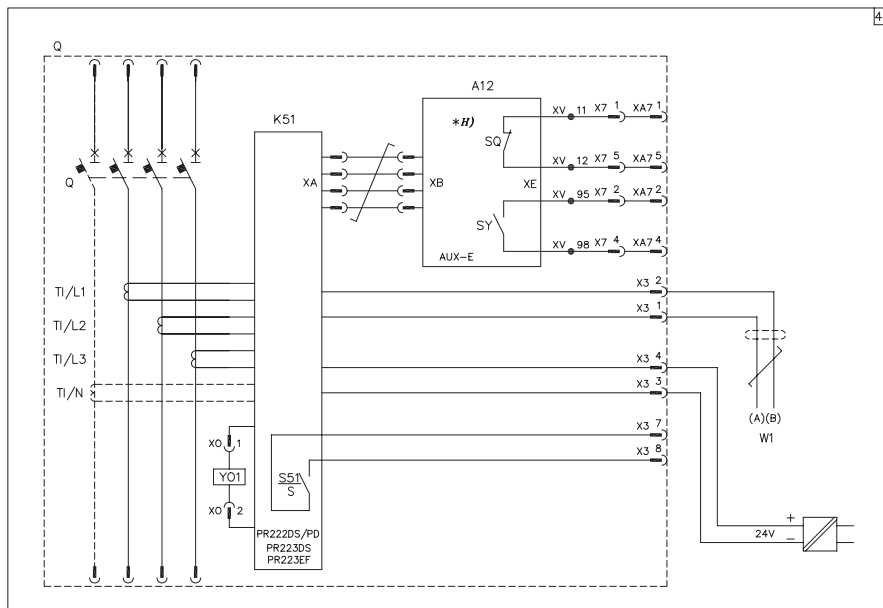 4
Q
A12
K51
*H)
XV 11 X7 1 XA7 1
SQ
XV 12 X7 5 XA7 5
XA XB XE
Q
XV 95 X7 2 XA7 2
SY
XV 98 X7 4 XA7 4
AUX-E
TI/L1
X3 2
X3 1
TI/L2
TI/L3
X3 4
TI/N
X3 3
(A)(B)
W1
X3 7
XO 1
X3 8
YO1
S51
S
XO 2
+
24V
-
PR222DS/PD
PR223DS
PR223EF